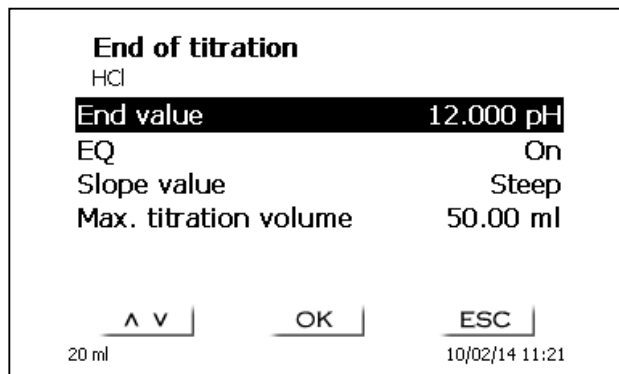 End of titration
HCl
End value 12.000 pH
EQ On
Slope value Steep
Max. titration volume 50.00 ml
∧ ∨ OK ESC
20 ml 10/02/14 11:21